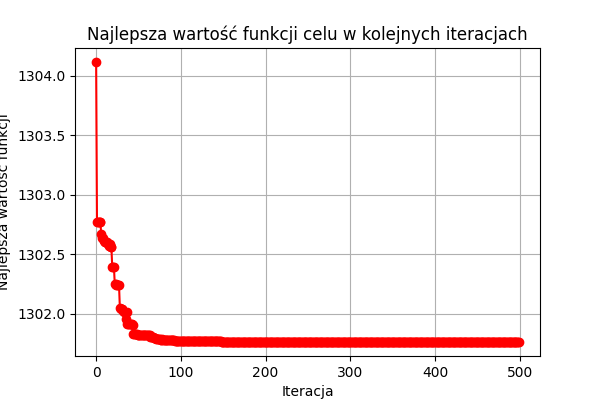 Najlepsza wartość funkcji celu w kolejnych iteracjach
Najlepsza wartość funkcji
1304.0
1303.5
1303.0
1302.5
1302.0
0 100 200 300 400 500
Iteracja